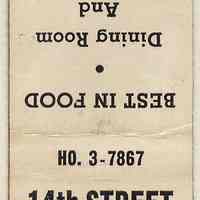 BEST IN FOOD
•
Dining Room
And
HO. 3-7867
14th STREET